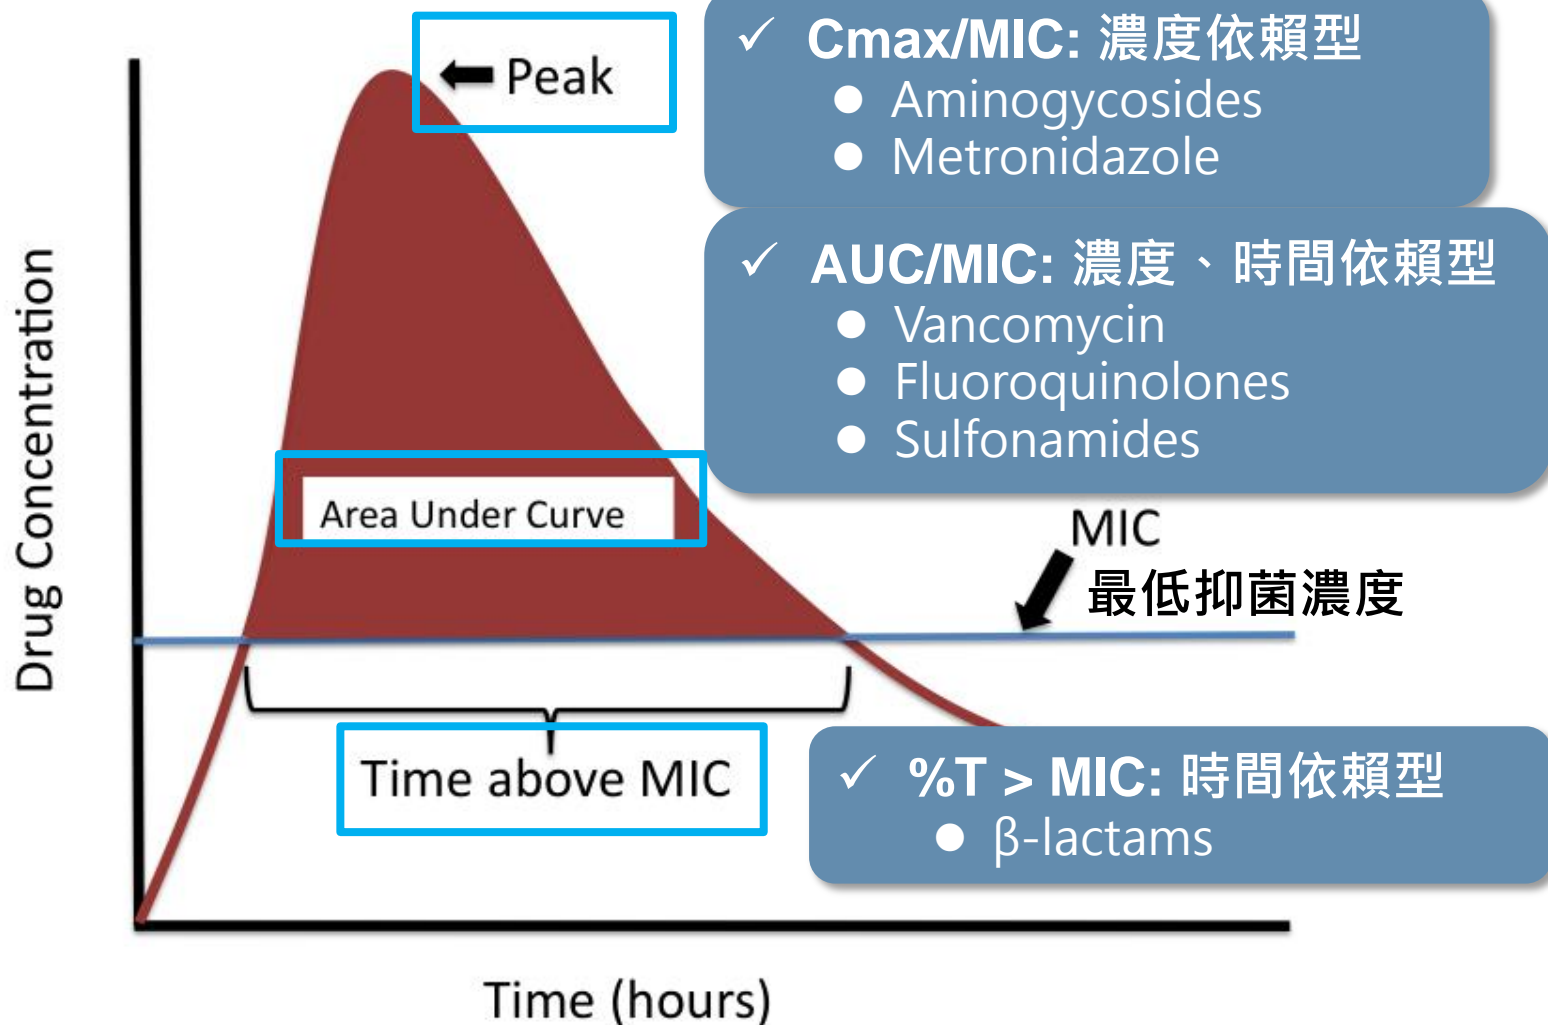 Peak
✓ Cmax/MIC: 濃度依賴型
● Aminogycosides
● Metronidazole
✓ AUC/MIC: 濃度、時間依賴型
● Vancomycin
● Fluoroquinolones
● Sulfonamides
Drug Concentration
Area Under Curve
MIC
最低抑菌濃度
Time above MIC
✓ %T > MIC: 時間依賴型
● β-lactams
Time (hours)